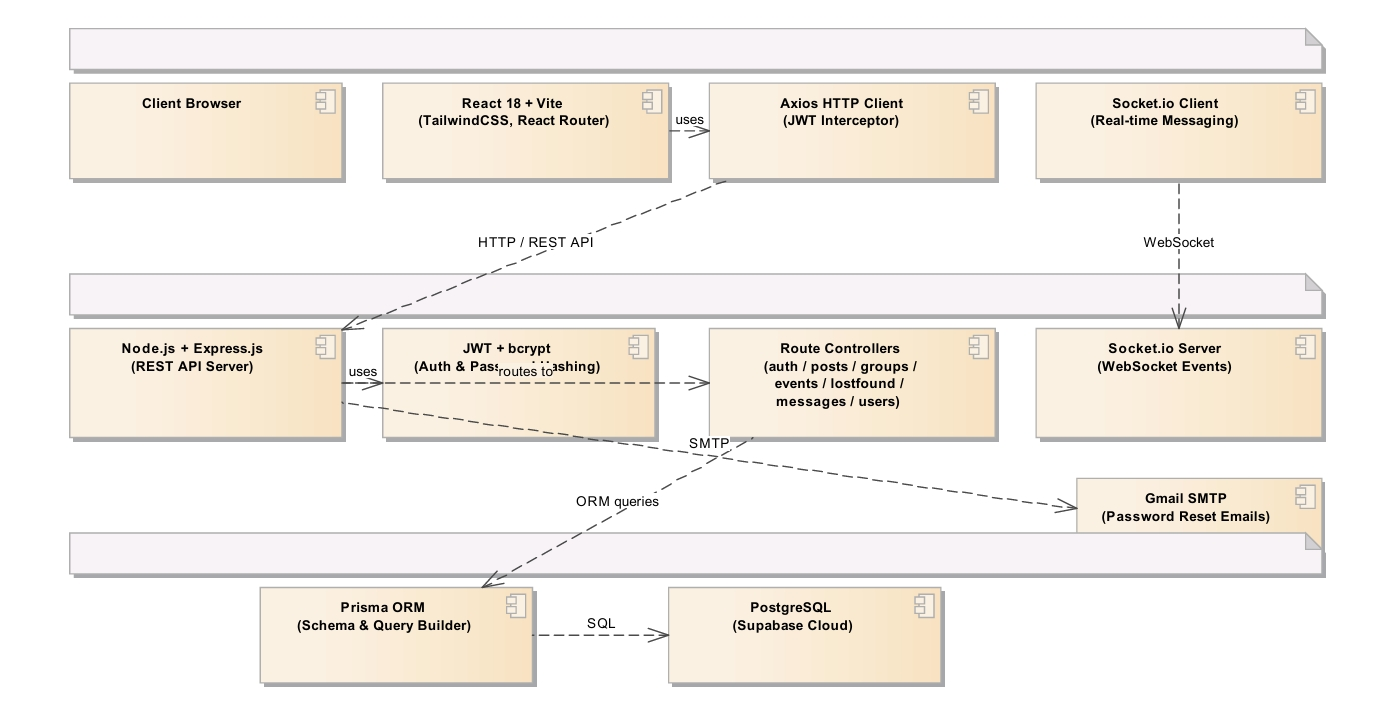 Client Browser
React 18 + Vite
(TailwindCSS, React Router)
uses
Axios HTTP Client
(JWT Interceptor)
Socket.io Client
(Real-time Messaging)
HTTP / REST API
WebSocket
Node.js + Express.js
(REST API Server)
uses
JWT + bcrypt
(Auth & Pass Hashing)
routes to
Route Controllers
(auth / posts / groups /
events / lostfound /
messages / users)
Socket.io Server
(WebSocket Events)
SMTP
Gmail SMTP
(Password Reset Emails)
ORM queries
Prisma ORM
(Schema & Query Builder)
SQL
PostgreSQL
(Supabase Cloud)